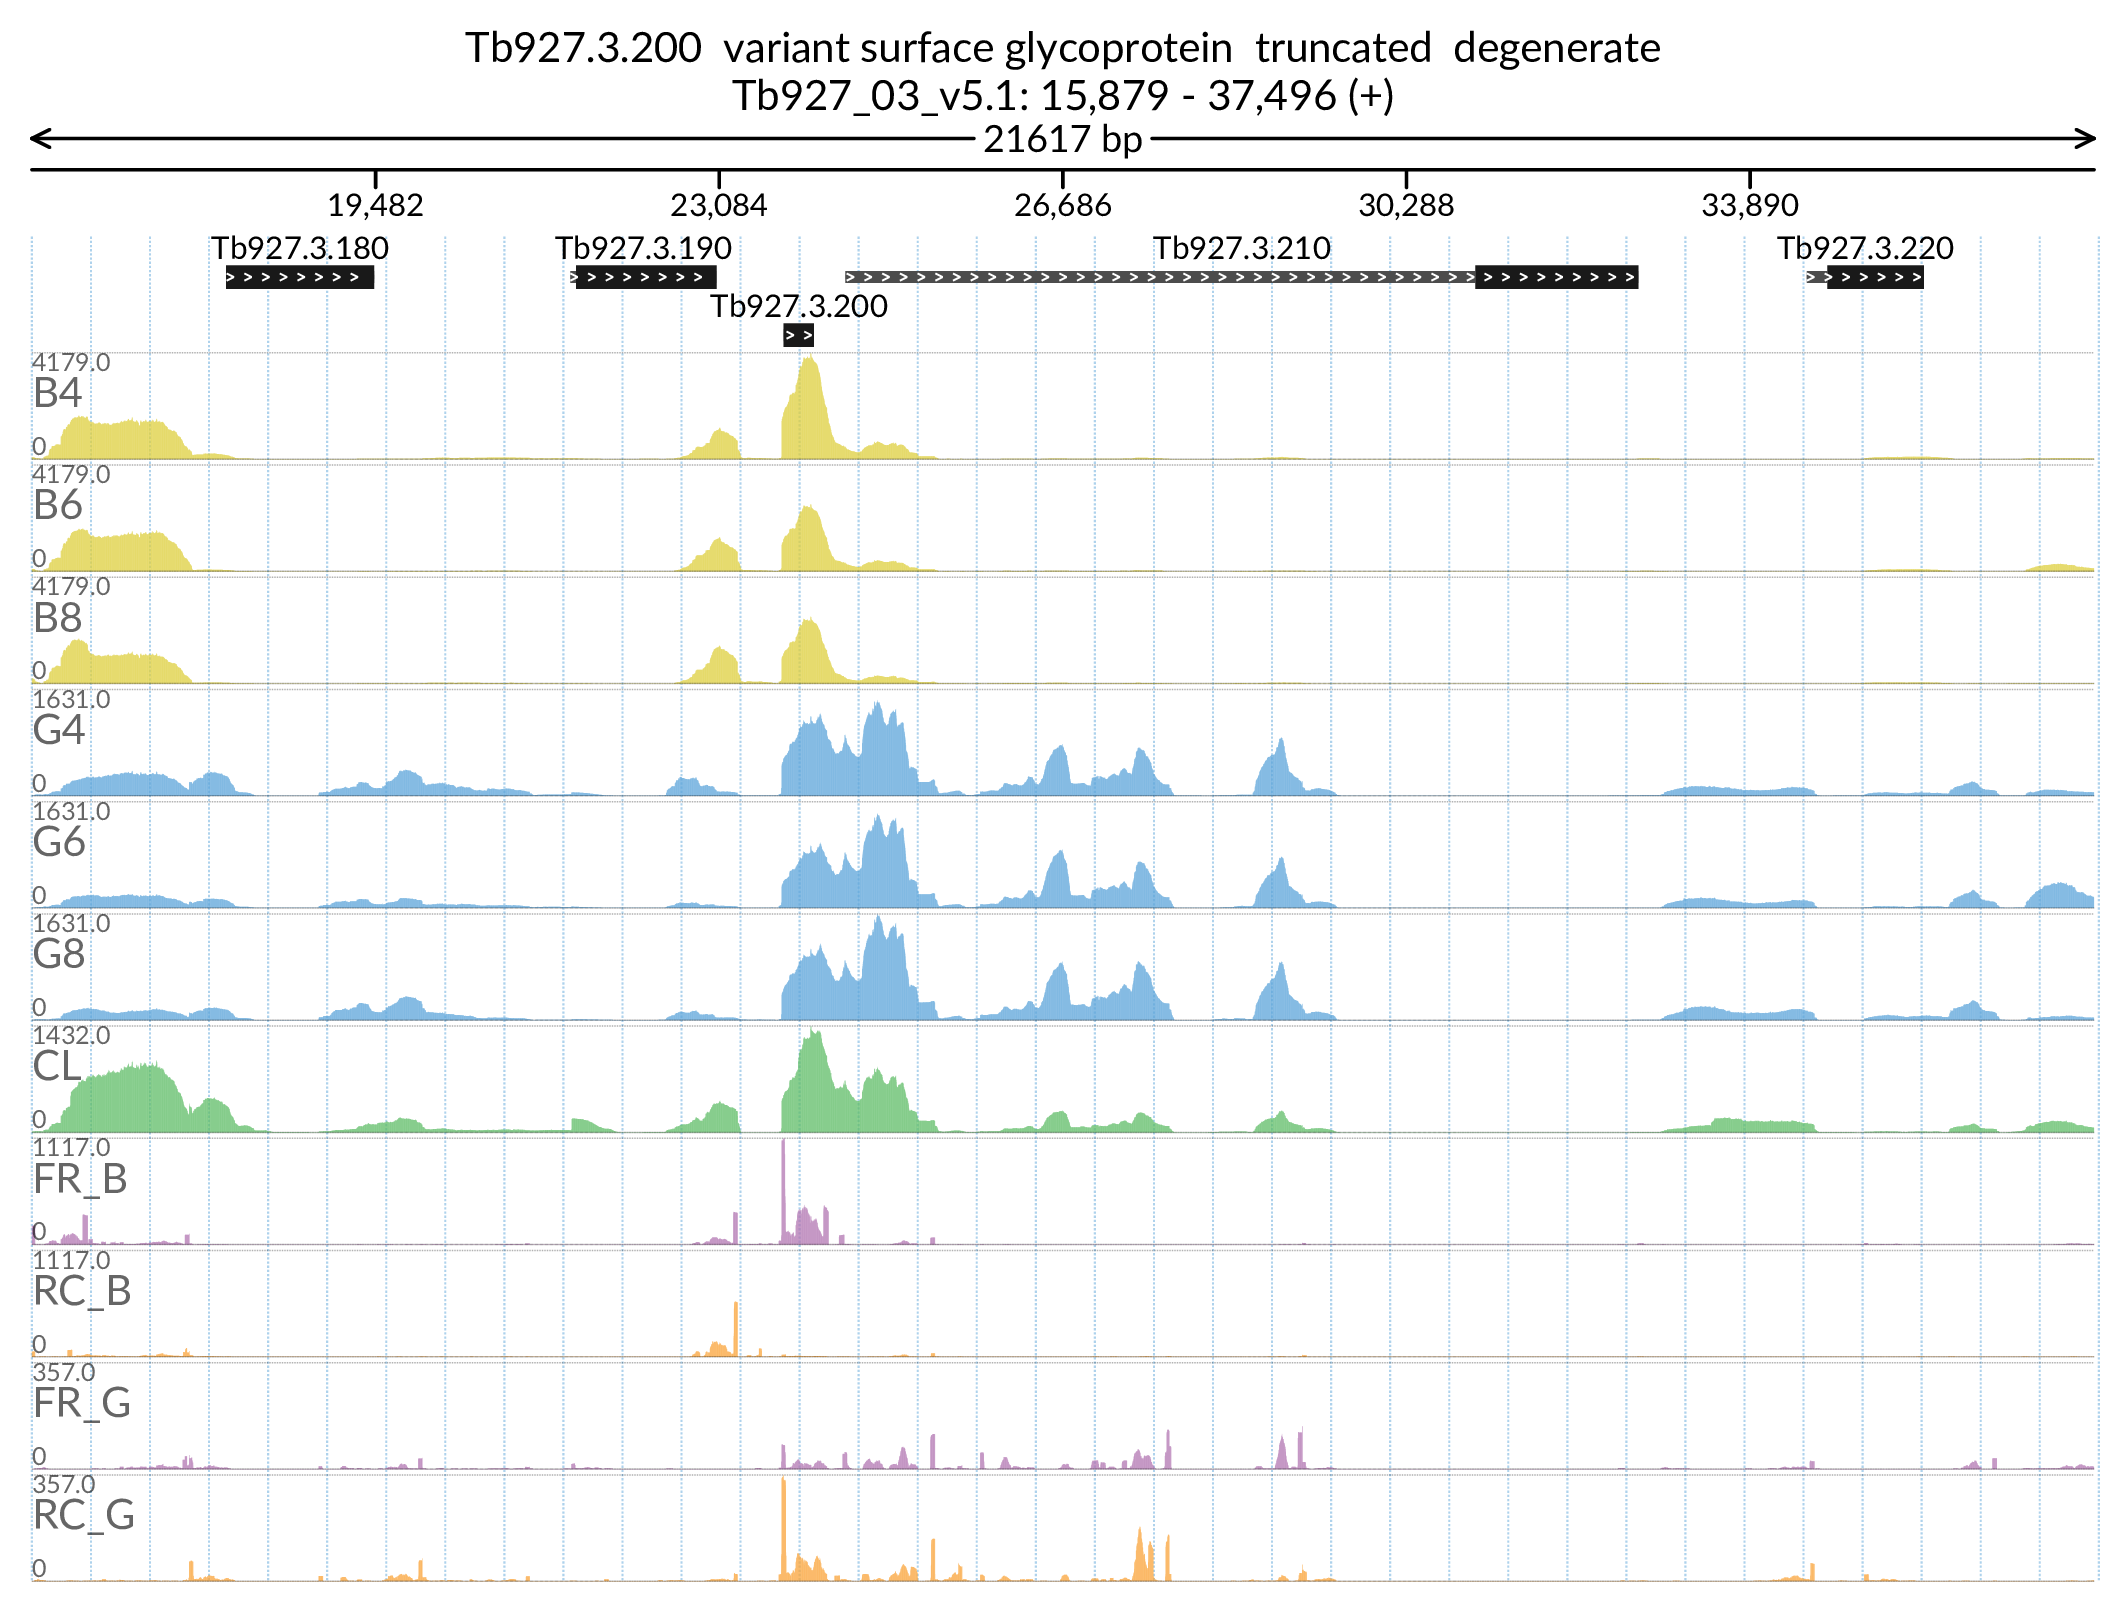 Tb927.3.200 variant surface glycoprotein truncated degenerate
Tb927_03_v5.1: 15,879 - 37,496 (+)
21617 bp
19,482 23,084 26,686 30,288 33,890
Tb927.3.180 Tb927.3.190 Tb927.3.210 Tb927.3.220
Tb927.3.200
4179.0
B4
0
4179.0
B6
0
4179.0
B8
0
1631.0
G4
0
1631.0
G6
0
1631.0
G8
0
1432.0
CL
0
1117.0
FR_B
0
1117.0
RC_B
0
357.0
FR_G
0
357.0
RC_G
0